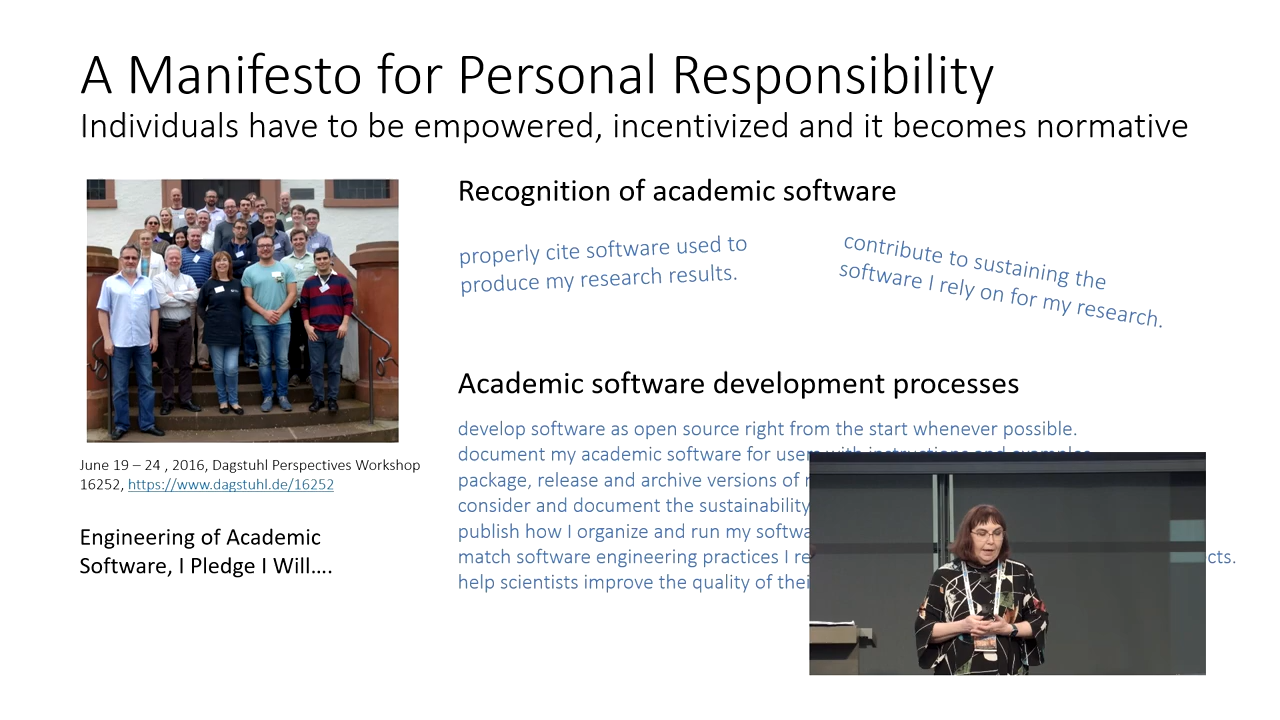 A Manifesto for Personal Responsibility
Individuals have to be empowered, incentivized and it becomes normative
Recognition of academic software
properly cite software used to
produce my research results.
contribute to sustaining the
software I rely on for my research.
Academic software development processes
develop software as open source right from the start whenever possible.
document my academic software for users with instructions and examples.
package, release and archive versions of
consider and document the sustainability
publish how I organize and run my
match software engineering practices I cts.
help scientists improve the quality of
June 19 – 24 , 2016, Dagstuhl Perspectives Workshop
16252, https://www.dagstuhl.de/16252
Engineering of Academic
Software, I Pledge I Will....